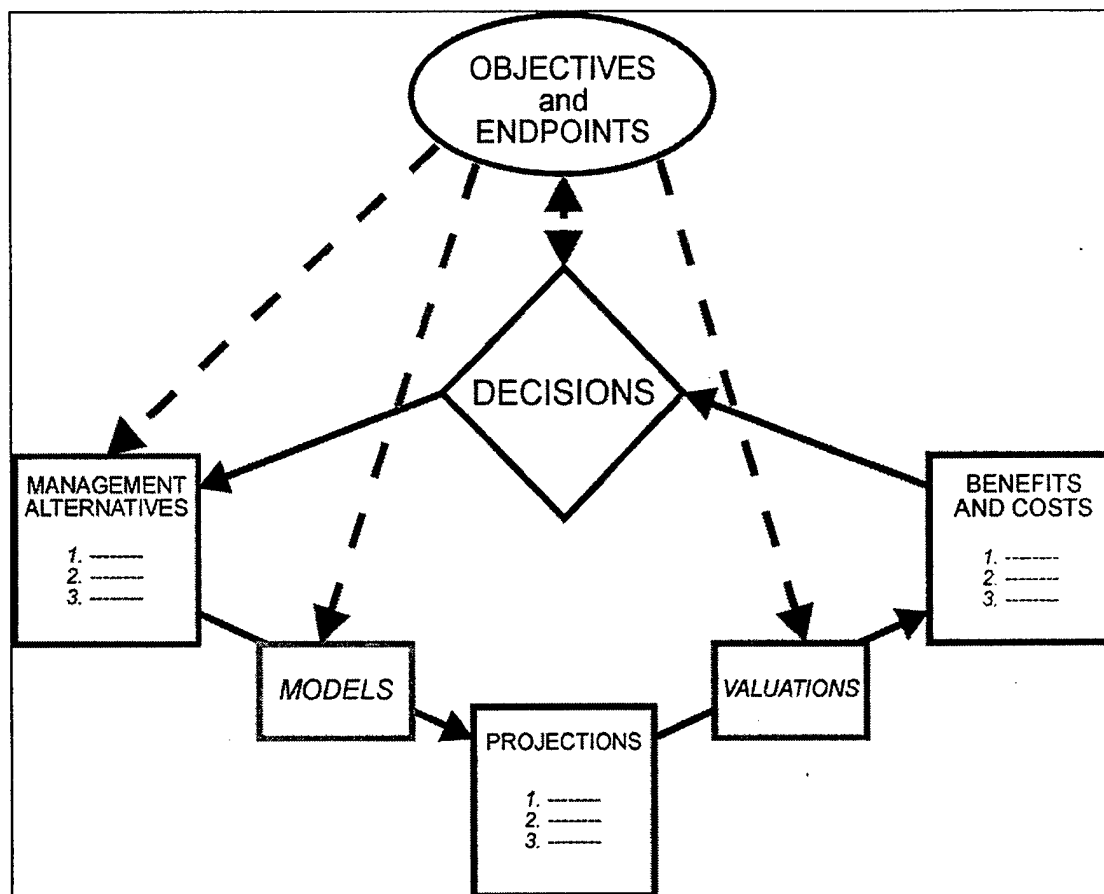 OBJECTIVES
and
ENDPOINTS
DECISIONS
MANAGEMENT
ALTERNATIVES
1. -------
2. -------
3. -------
BENEFITS
AND COSTS
1. -------
2. -------
3. -------
MODELS
VALUATIONS
PROJECTIONS
1. -------
2. -------
3. -------